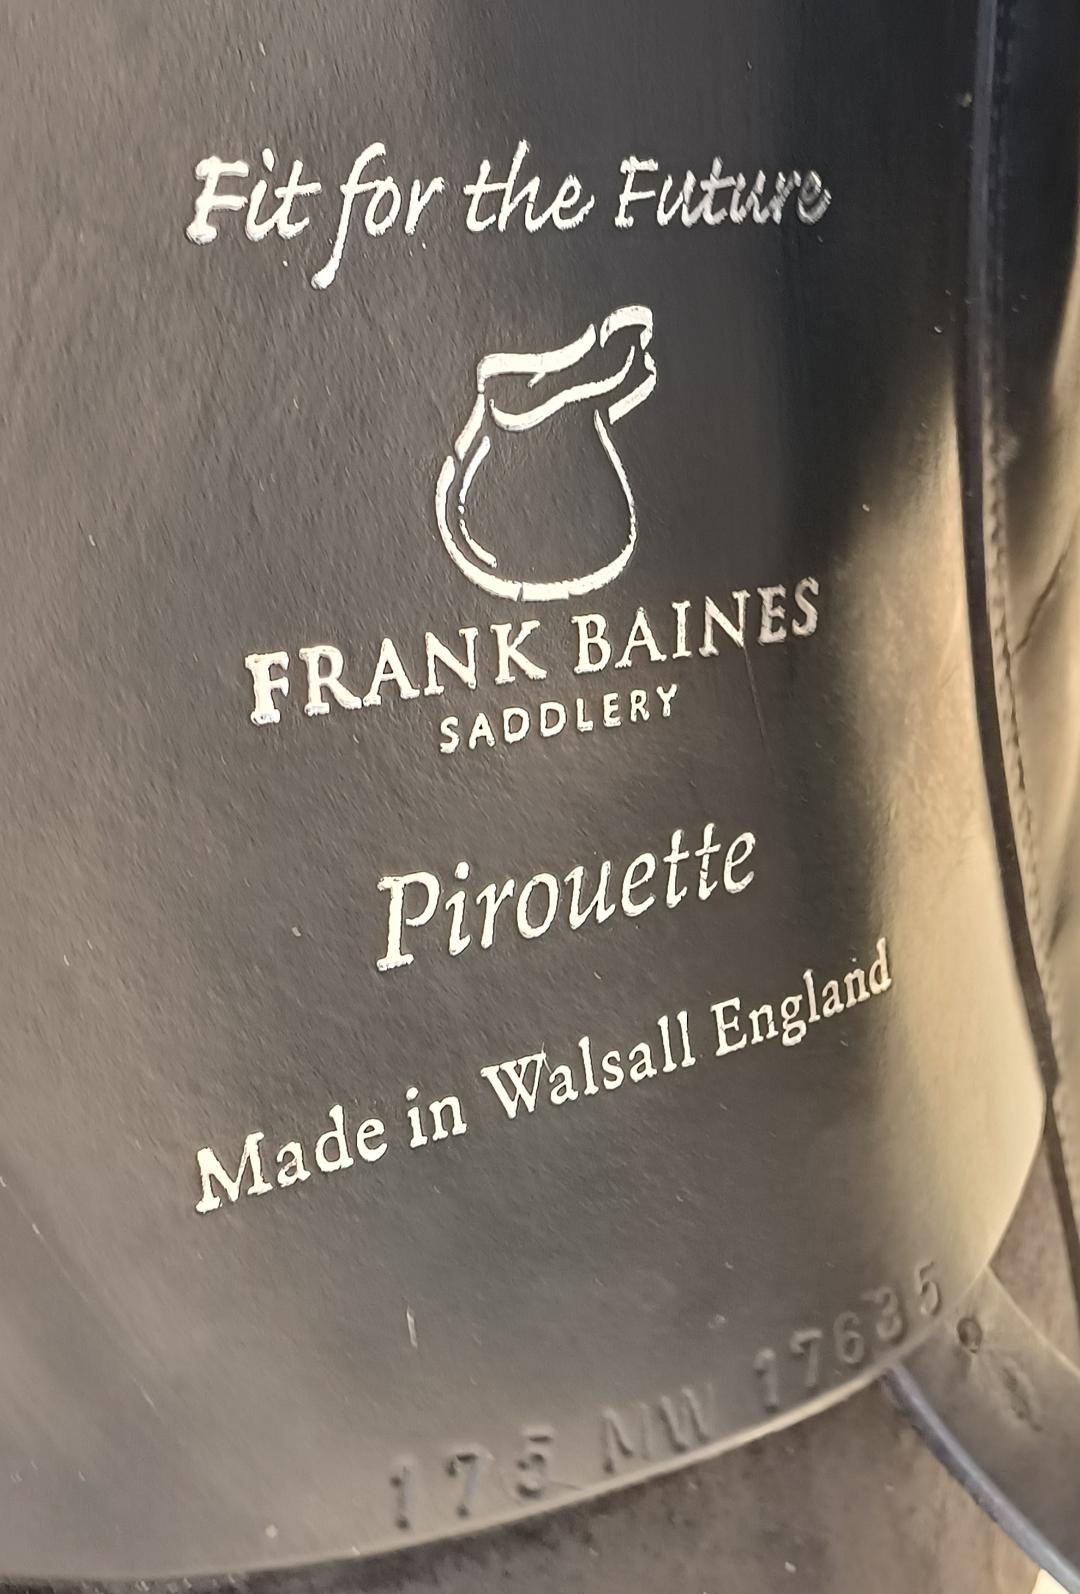 Fit for the Future
FRANK BAINES
SADDLERY
Pirouette
Made in Walsall England
175 MW 17635